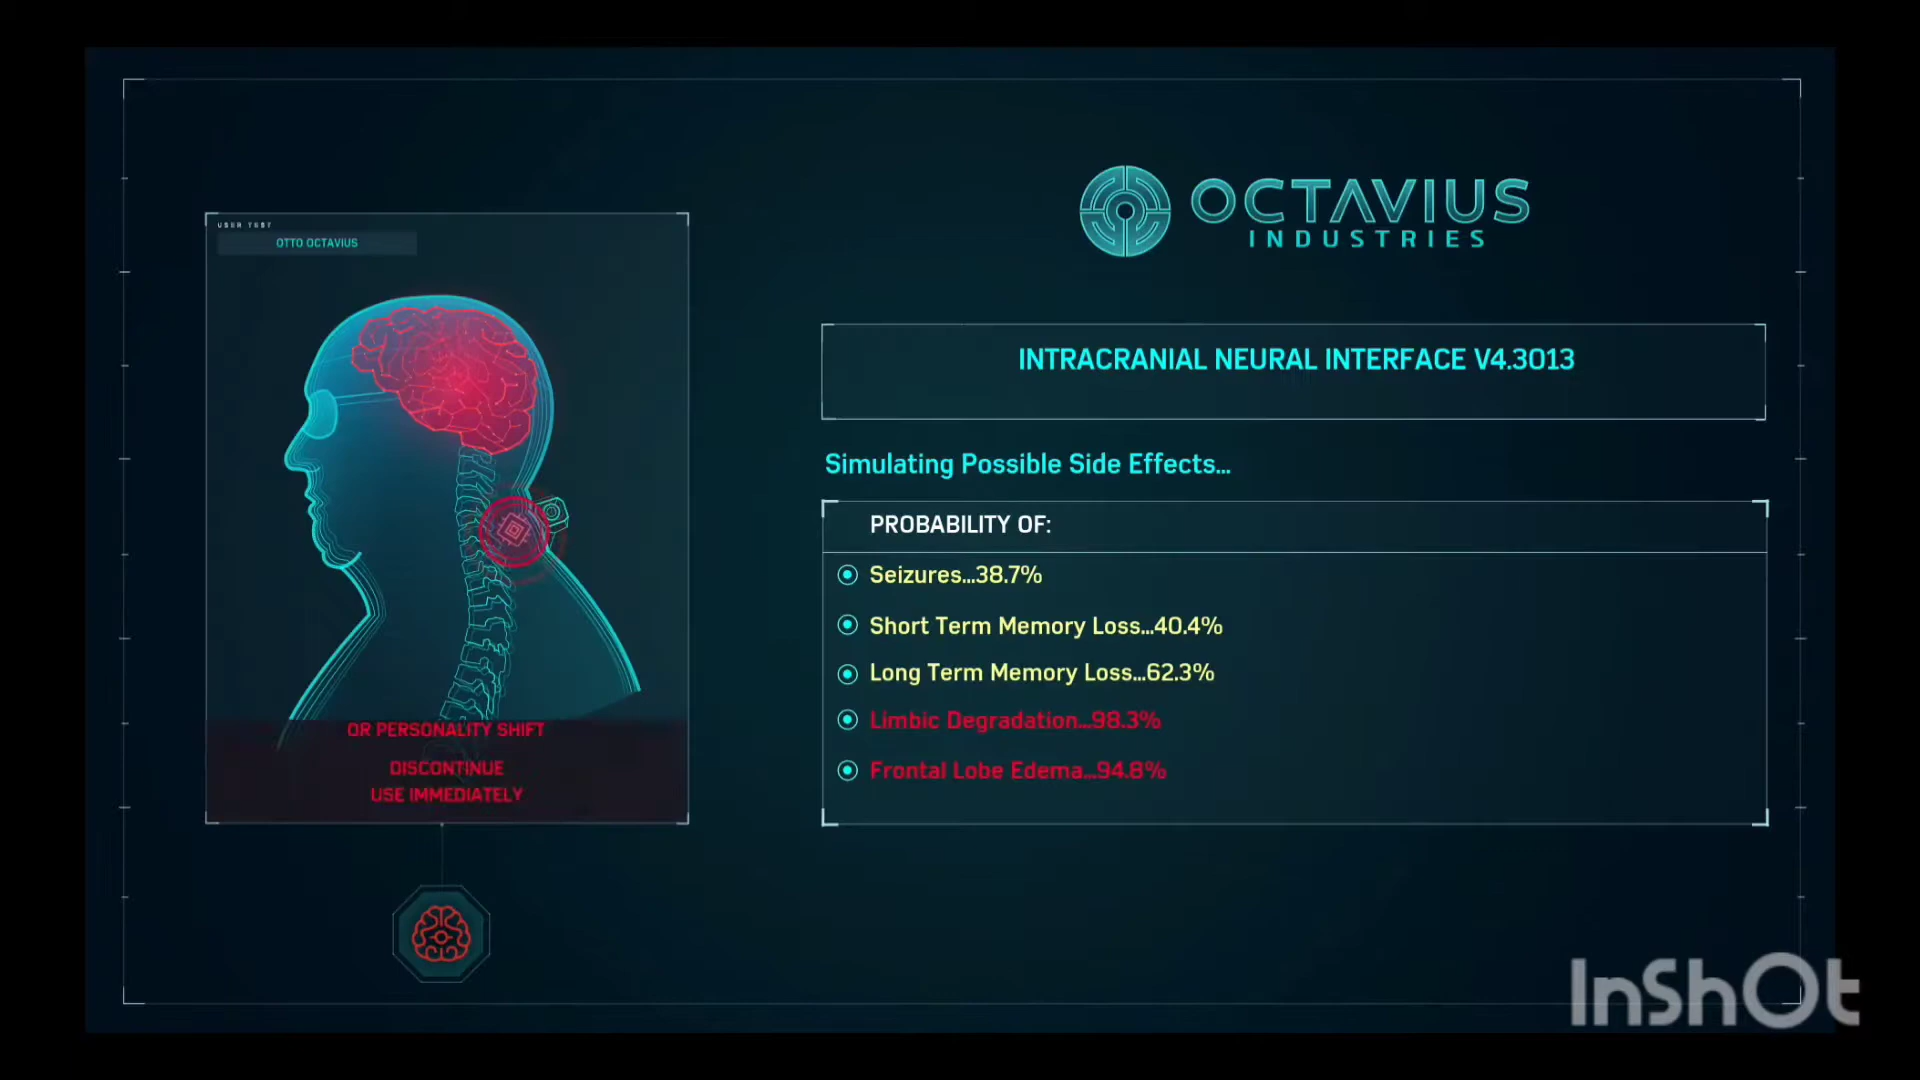 USER TEST
OTTO OCTAVIUS
OR PERSONALITY SHIFT
DISCONTINUE
USE IMMEDIATELY
OCTAVIUS
INDUSTRIES
INTRACRANIAL NEURAL INTERFACE V4.3013
Simulating Possible Side Effects...
PROBABILITY OF:
Seizures...38.7%
Short Term Memory Loss...40.4%
Long Term Memory Loss...62.3%
Limbic Degradation...98.3%
Frontal Lobe Edema...94.8%
InShOt